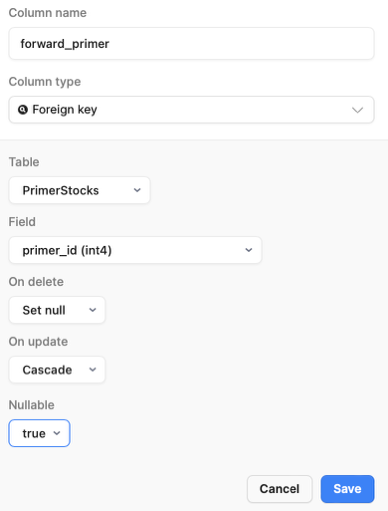 Column name
forward_primer
Column type
Foreign key
Table
PrimerStocks
Field
primer_id (int4)
On delete
Set null
On update
Cascade
Nullable
true
Cancel Save